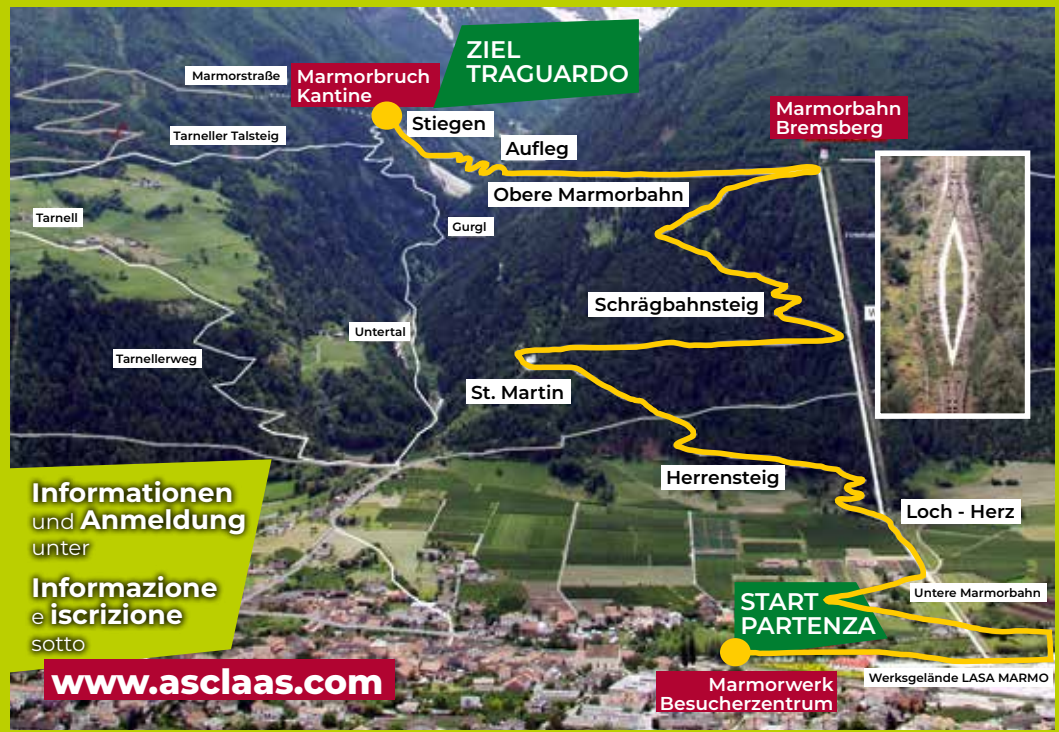 ZIEL
TRAGUARDO
Marmorstraße
Marmorbruch
Kantine
Stiegen
Marmorbahn
Bremsberg
Tarneller Talsteig
Aufleg
Obere Marmorbahn
Tarnell
Gurgl
Schrägbahnsteig
Untertal
Tarnellerweg
St. Martin
Herrensteig
Loch - Herz
Informationen
und Anmeldung
unter
Informazione
e iscrizione
sotto
www.asclaas.com
START
PARTENZA
Untere Marmorbahn
Werksgelände LASA MARMO
Marmorwerk
Besucherzentrum